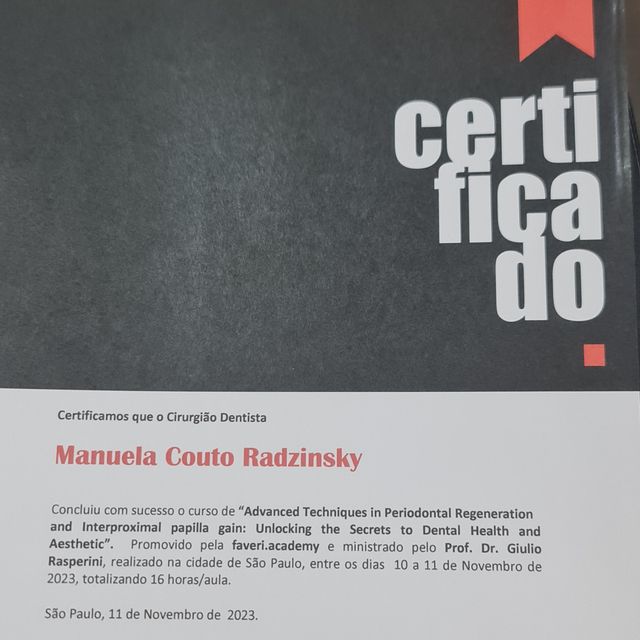 certi
fica
do
Certificamos que o Cirurgião Dentista
Manuela Couto Radzinsky
Concluiu com sucesso o curso de “Advanced Techniques in Periodontal Regeneration
and Interproximal papilla gain: Unlocking the Secrets to Dental Health and
Aesthetic”. Promovido pela faveri.academy e ministrado pelo Prof. Dr. Giulio
Rasperini, realizado na cidade de São Paulo, entre os dias 10 a 11 de Novembro de
2023, totalizando 16 horas/aula.
São Paulo, 11 de Novembro de 2023.